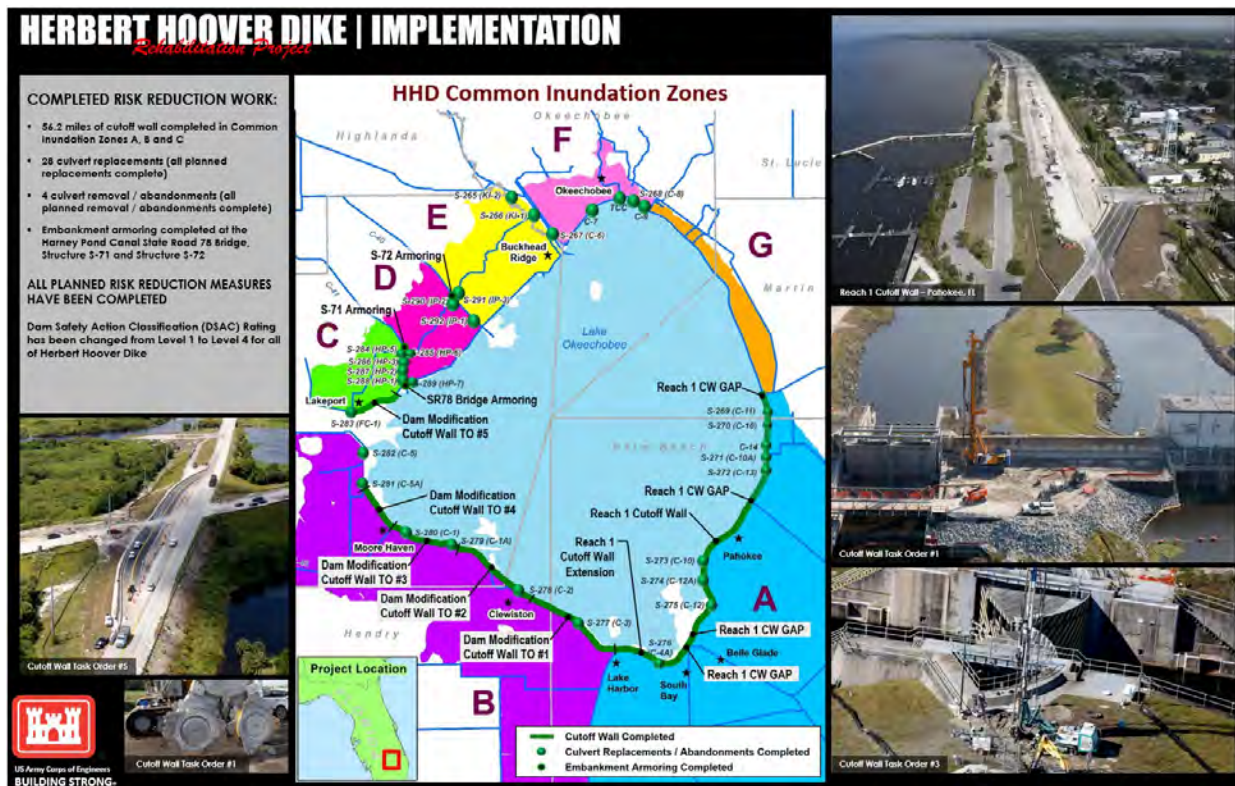 HERBERT HOOVER DIKE | IMPLEMENTATION
Rehabilitation Project
COMPLETED RISK REDUCTION WORK:
▪ 56.2 miles of cutoff wall completed in Common
Inundation Zones A, B and C
▪ 28 culvert replacements (all planned
replacements complete)
▪ 4 culvert removal / abandonments (all
planned removal / abandonments complete)
▪ Embankment armoring completed at the
Harney Pond Canal State Road 78 Bridge,
Structure S-71 and Structure S-72
ALL PLANNED RISK REDUCTION MEASURES
HAVE BEEN COMPLETED
Dam Safety Action Classification (DSAC) Rating
has been changed from Level 1 to Level 4 for all
of Herbert Hoover Dike
Cutoff Wall Task Order #5
US Army Corps of Engineers
BUILDING STRONG
Cutoff Wall Task Order #1
HHD Common Inundation Zones
Highlands
Okeechobee
St. Lucie
F
Okeechobee
S-265 (KI-2)
S-266 (KI-1)
S-267 (C-6)
C-7
TCC
S-268 (C-8)
E
Buckhead
Ridge
G
Martin
S-72 Armoring
D
S-291 (IP-3)
S-290 (IP-2)
S-292 (IP-1)
S-71 Armoring
C-40
C-41
C
S-284 (HP-5)
S-286 (HP-3)
S-287 (HP-2)
S-288 (HP-1)
S-289 (HP-7)
SR78 Bridge Armoring
Lakeport
S-283 (FC-1)
Dam Modification
Cutoff Wall TO #5
Lake
Okeechobee
Palm Beach
Reach 1 CW GAP
S-269 (C-11)
S-270 (C-16)
C-14
S-271 (C-10A)
S-272 (C-13)
S-282 (C-5)
S-281 (C-5A)
Dam Modification
Cutoff Wall TO #4
Reach 1 CW GAP
Reach 1 Cutoff Wall
Moore Haven
S-280 (C-1)
S-279 (C-1A)
Reach 1
Cutoff Wall
Extension
Pahokee
Dam Modification
Cutoff Wall TO #3
S-273 (C-10)
S-274 (C-12A)
S-275 (C-12)
A
Dam Modification
Cutoff Wall TO #2
S-278 (C-2)
Clewiston
Hendry
Dam Modification
Cutoff Wall TO #1
S-277 (C-3)
S-276
(C-4A)
Reach 1 CW GAP
Belle Glade
Reach 1 CW GAP
Lake
Harbor
South
Bay
B
Project Location
Cutoff Wall Completed
Culvert Replacements / Abandonments Completed
Embankment Armoring Completed
Reach 1 Cutoff Wall – Pahokee, FL
Cutoff Wall Task Order #1
Cutoff Wall Task Order #3